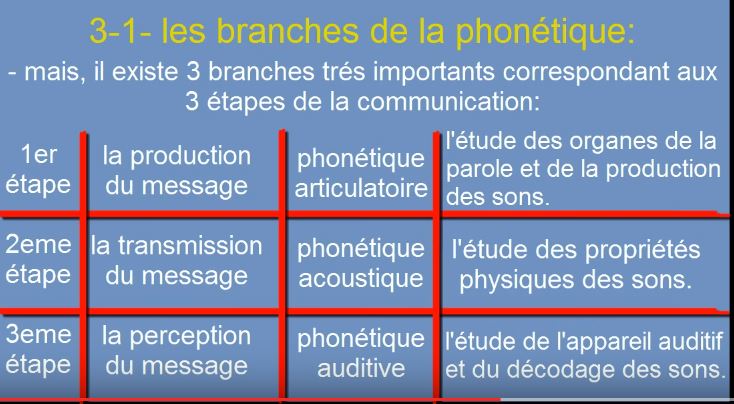 3-1- les branches de la phonétique:
- mais, il existe 3 branches trés importants correspondant aux
3 étapes de la communication:
1er
étape
la production
du message
phonétique
articulatoire
l'étude des organes de la
parole et de la production
des sons.
2eme
étape
la transmission
du message
phonétique
acoustique
l'étude des propriétés
physiques des sons.
3eme
étape
la perception
du message
phonétique
auditive
l'étude de l'appareil auditif
et du décodage des sons.